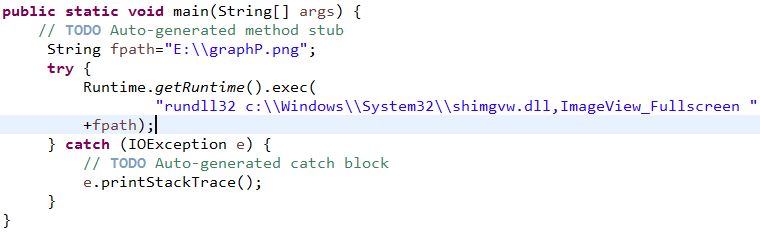 public static void main(String[] args) {
// TODO Auto-generated method stub
String fpath="E:\\graphP.png";
try {
Runtime.getRuntime().exec(
"rundll32 c:\\Windows\\System32\\shimgvw.dll,ImageView_Fullscreen "
+fpath);
} catch (IOException e) {
// TODO Auto-generated catch block
e.printStackTrace();
}
}